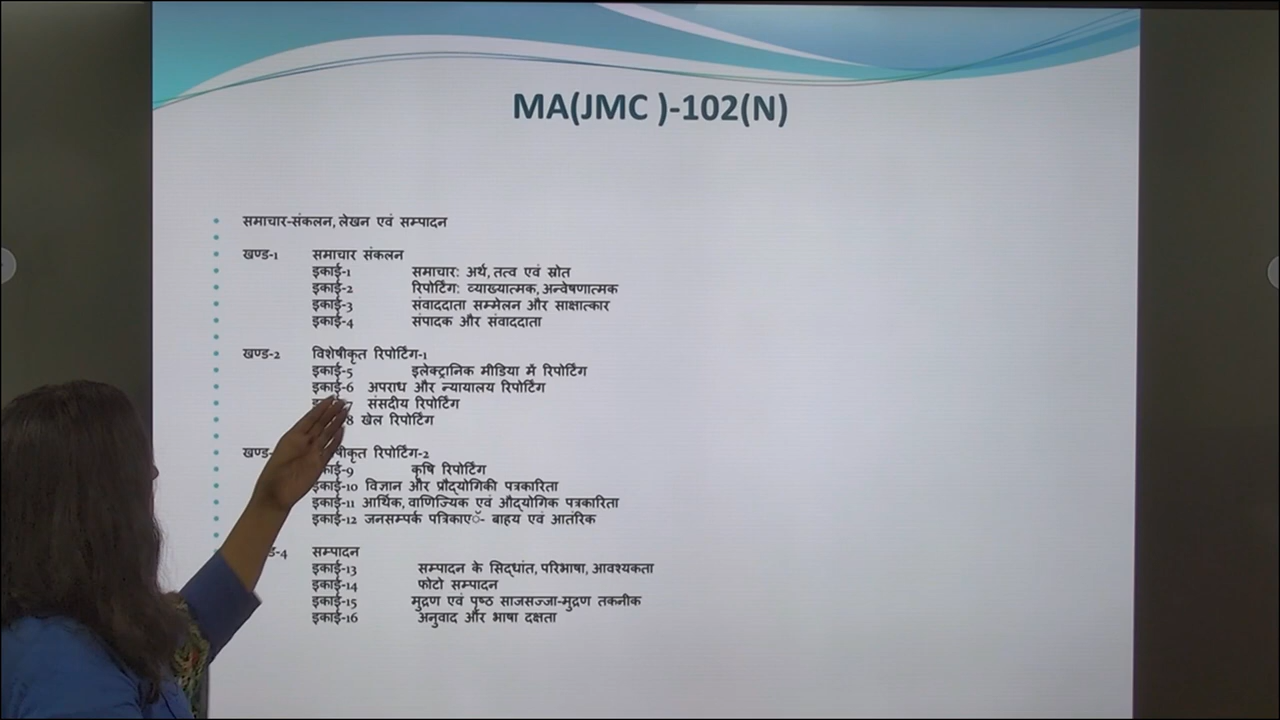 MA(JMC )-102(N)
समाचार-संकलन, लेखन एवं सम्पादन
खण्ड-1 समाचार संकलन
इकाई-1 समाचार: अर्थ, तत्व एवं स्रोत
इकाई-2 रिपोर्टिंग: व्याख्यात्मक, अन्वेषणात्मक
इकाई-3 संवाददाता सम्मेलन और साक्षात्कार
इकाई-4 संपादक और संवाददाता
खण्ड-2 विशेषीकृत रिपोर्टिंग-1
इकाई-5 इलेक्ट्रानिक मीडिया में रिपोर्टिंग
इकाई-6 अपराध और न्यायालय रिपोर्टिंग
7 संसदीय रिपोर्टिंग
8 खेल रिपोर्टिंग
रिपोर्टिंग-2
कृषि रिपोर्टिंग
इकाई-10 विज्ञान और प्रौद्योगिकी पत्रकारिता
इकाई-11 आर्थिक, वाणिज्यिक एवं औद्योगिक पत्रकारिता
इकाई-12 जनसम्पर्क पत्रिकाएॅ- बाहय एवं आतंरिक
सम्पादन
इकाई-13 सम्पादन के सिद्धांत, परिभाषा, आवश्यकता
इकाई-14 फोटो सम्पादन
इकाई-15 मुद्रण एवं पृष्ठ साजसज्जा-मुद्रण तकनीक
इकाई-16 अनुवाद और भाषा दक्षता